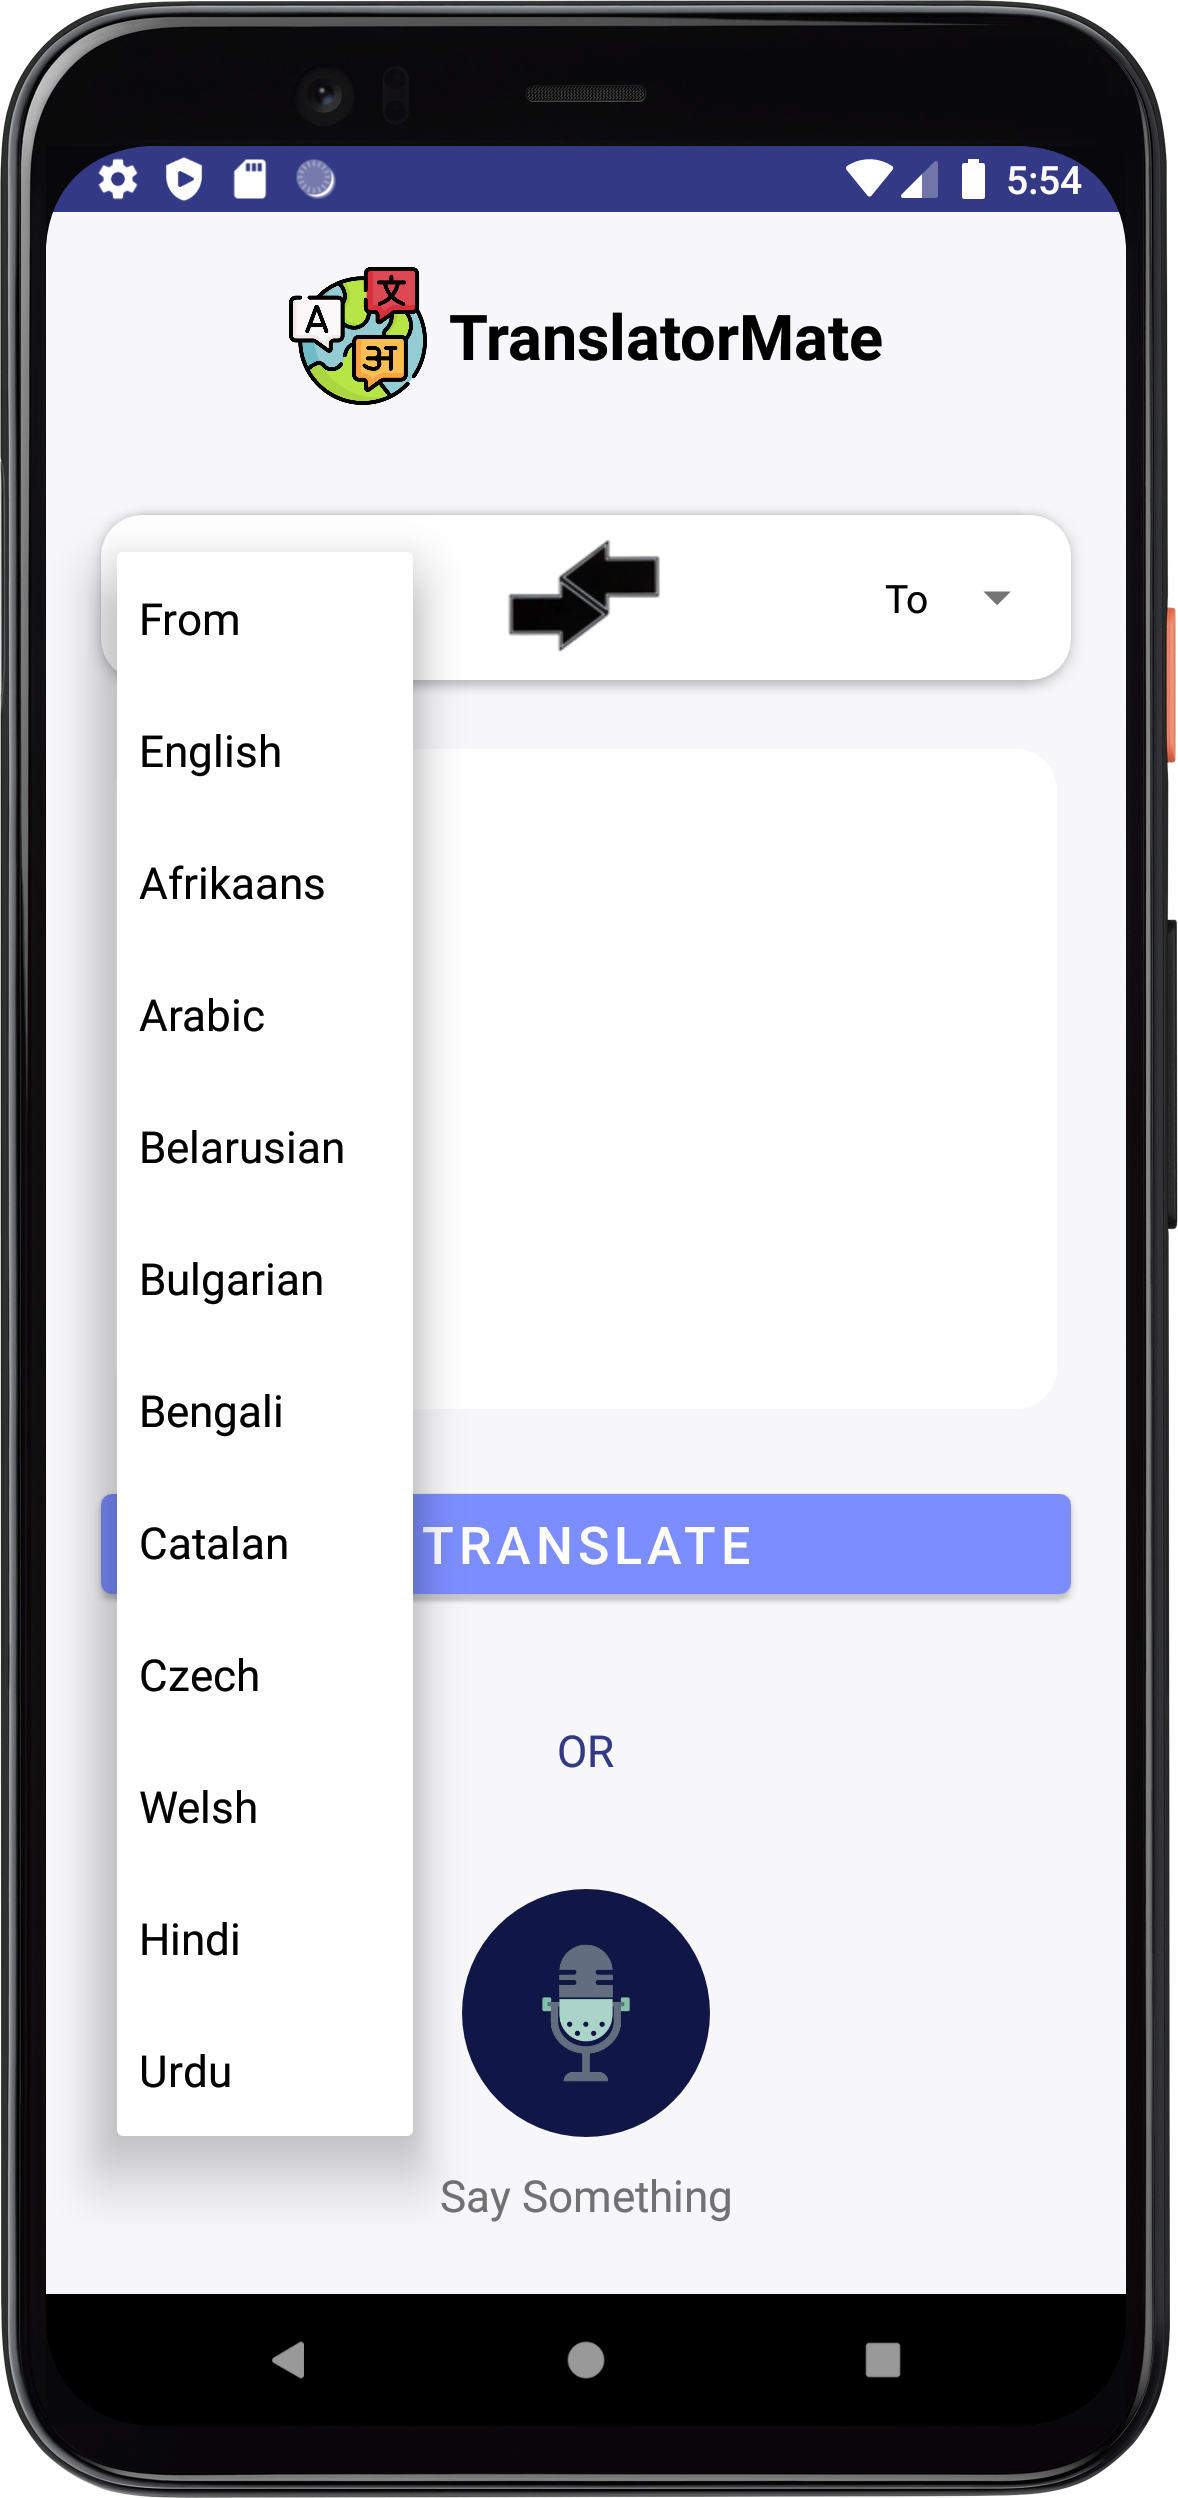 5:54
A
文
अ
TranslatorMate
To
From
English
Afrikaans
Arabic
Belarusian
Bulgarian
Bengali
Catalan
Czech
Welsh
Hindi
Urdu
TRANSLATE
OR
Say Something